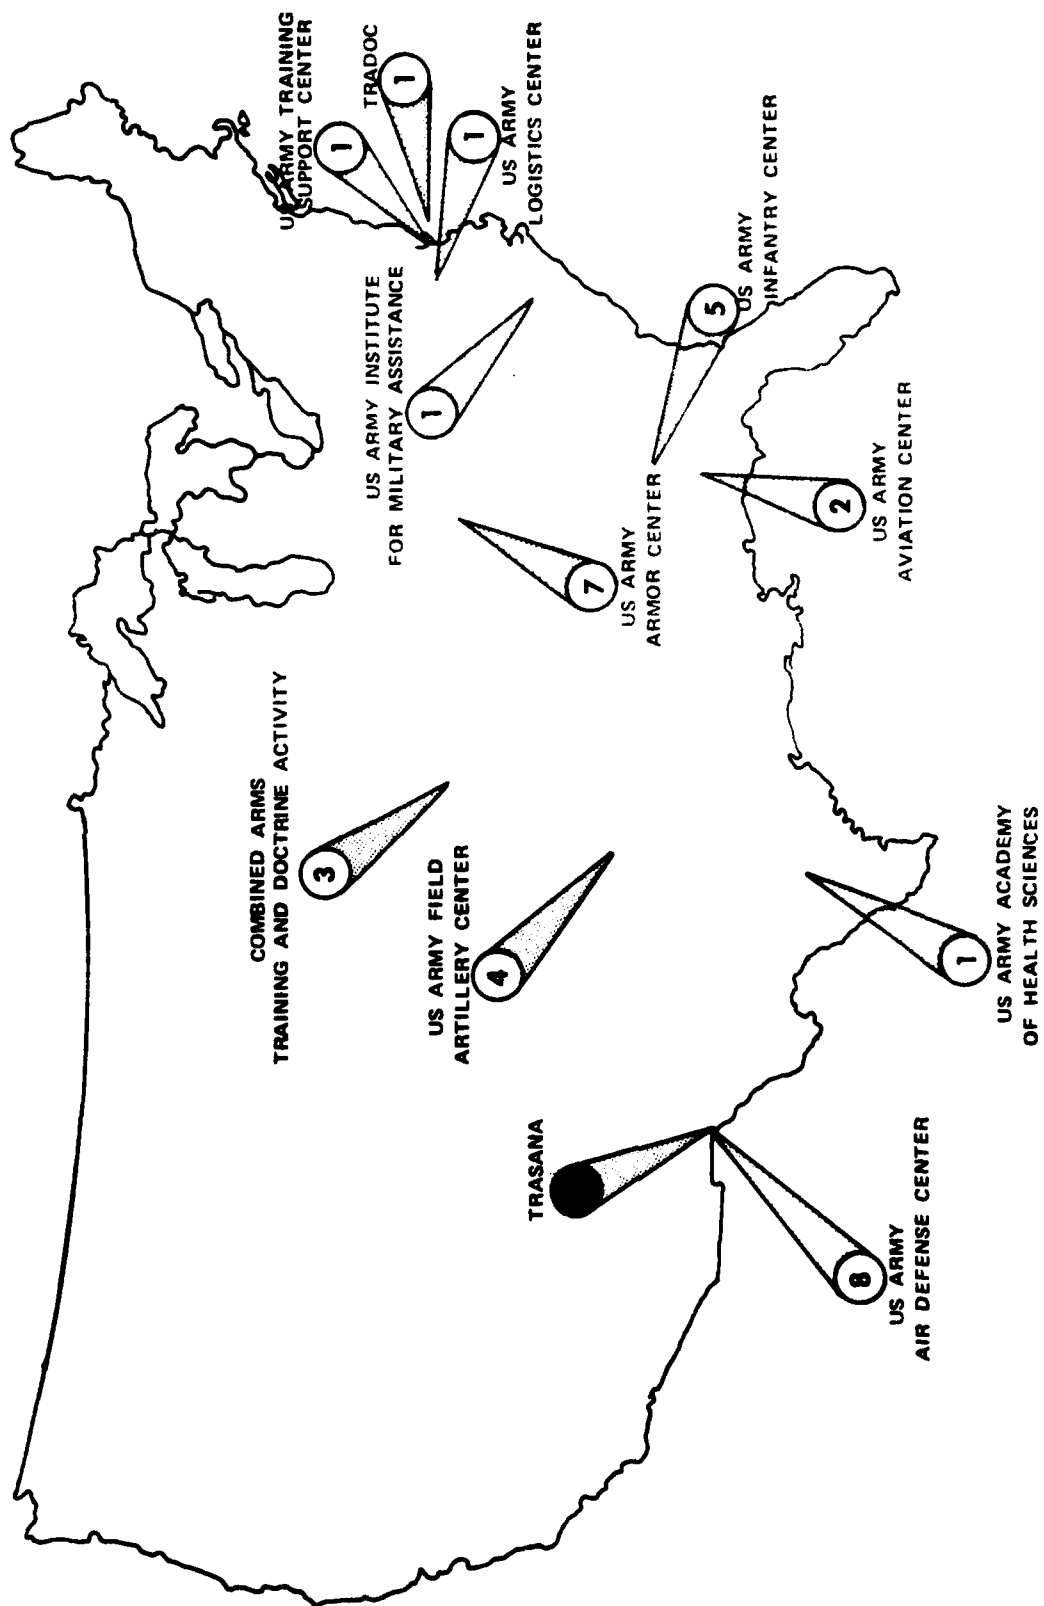 US ARMY TRAINING
SUPPORT CENTER
1
TRADOC
1
1
US ARMY
LOGISTICS CENTER
US ARMY INSTITUTE
FOR MILITARY ASSISTANCE
1
COMBINED ARMS
TRAINING AND DOCTRINE ACTIVITY
3
US ARMY FIELD
ARTILLERY CENTER
4
7
US ARMY
ARMOR CENTER
5
US ARMY
INFANTRY CENTER
2
US ARMY
AVIATION CENTER
TRASANA
8
US ARMY
AIR DEFENSE CENTER
1
US ARMY ACADEMY
OF HEALTH SCIENCES